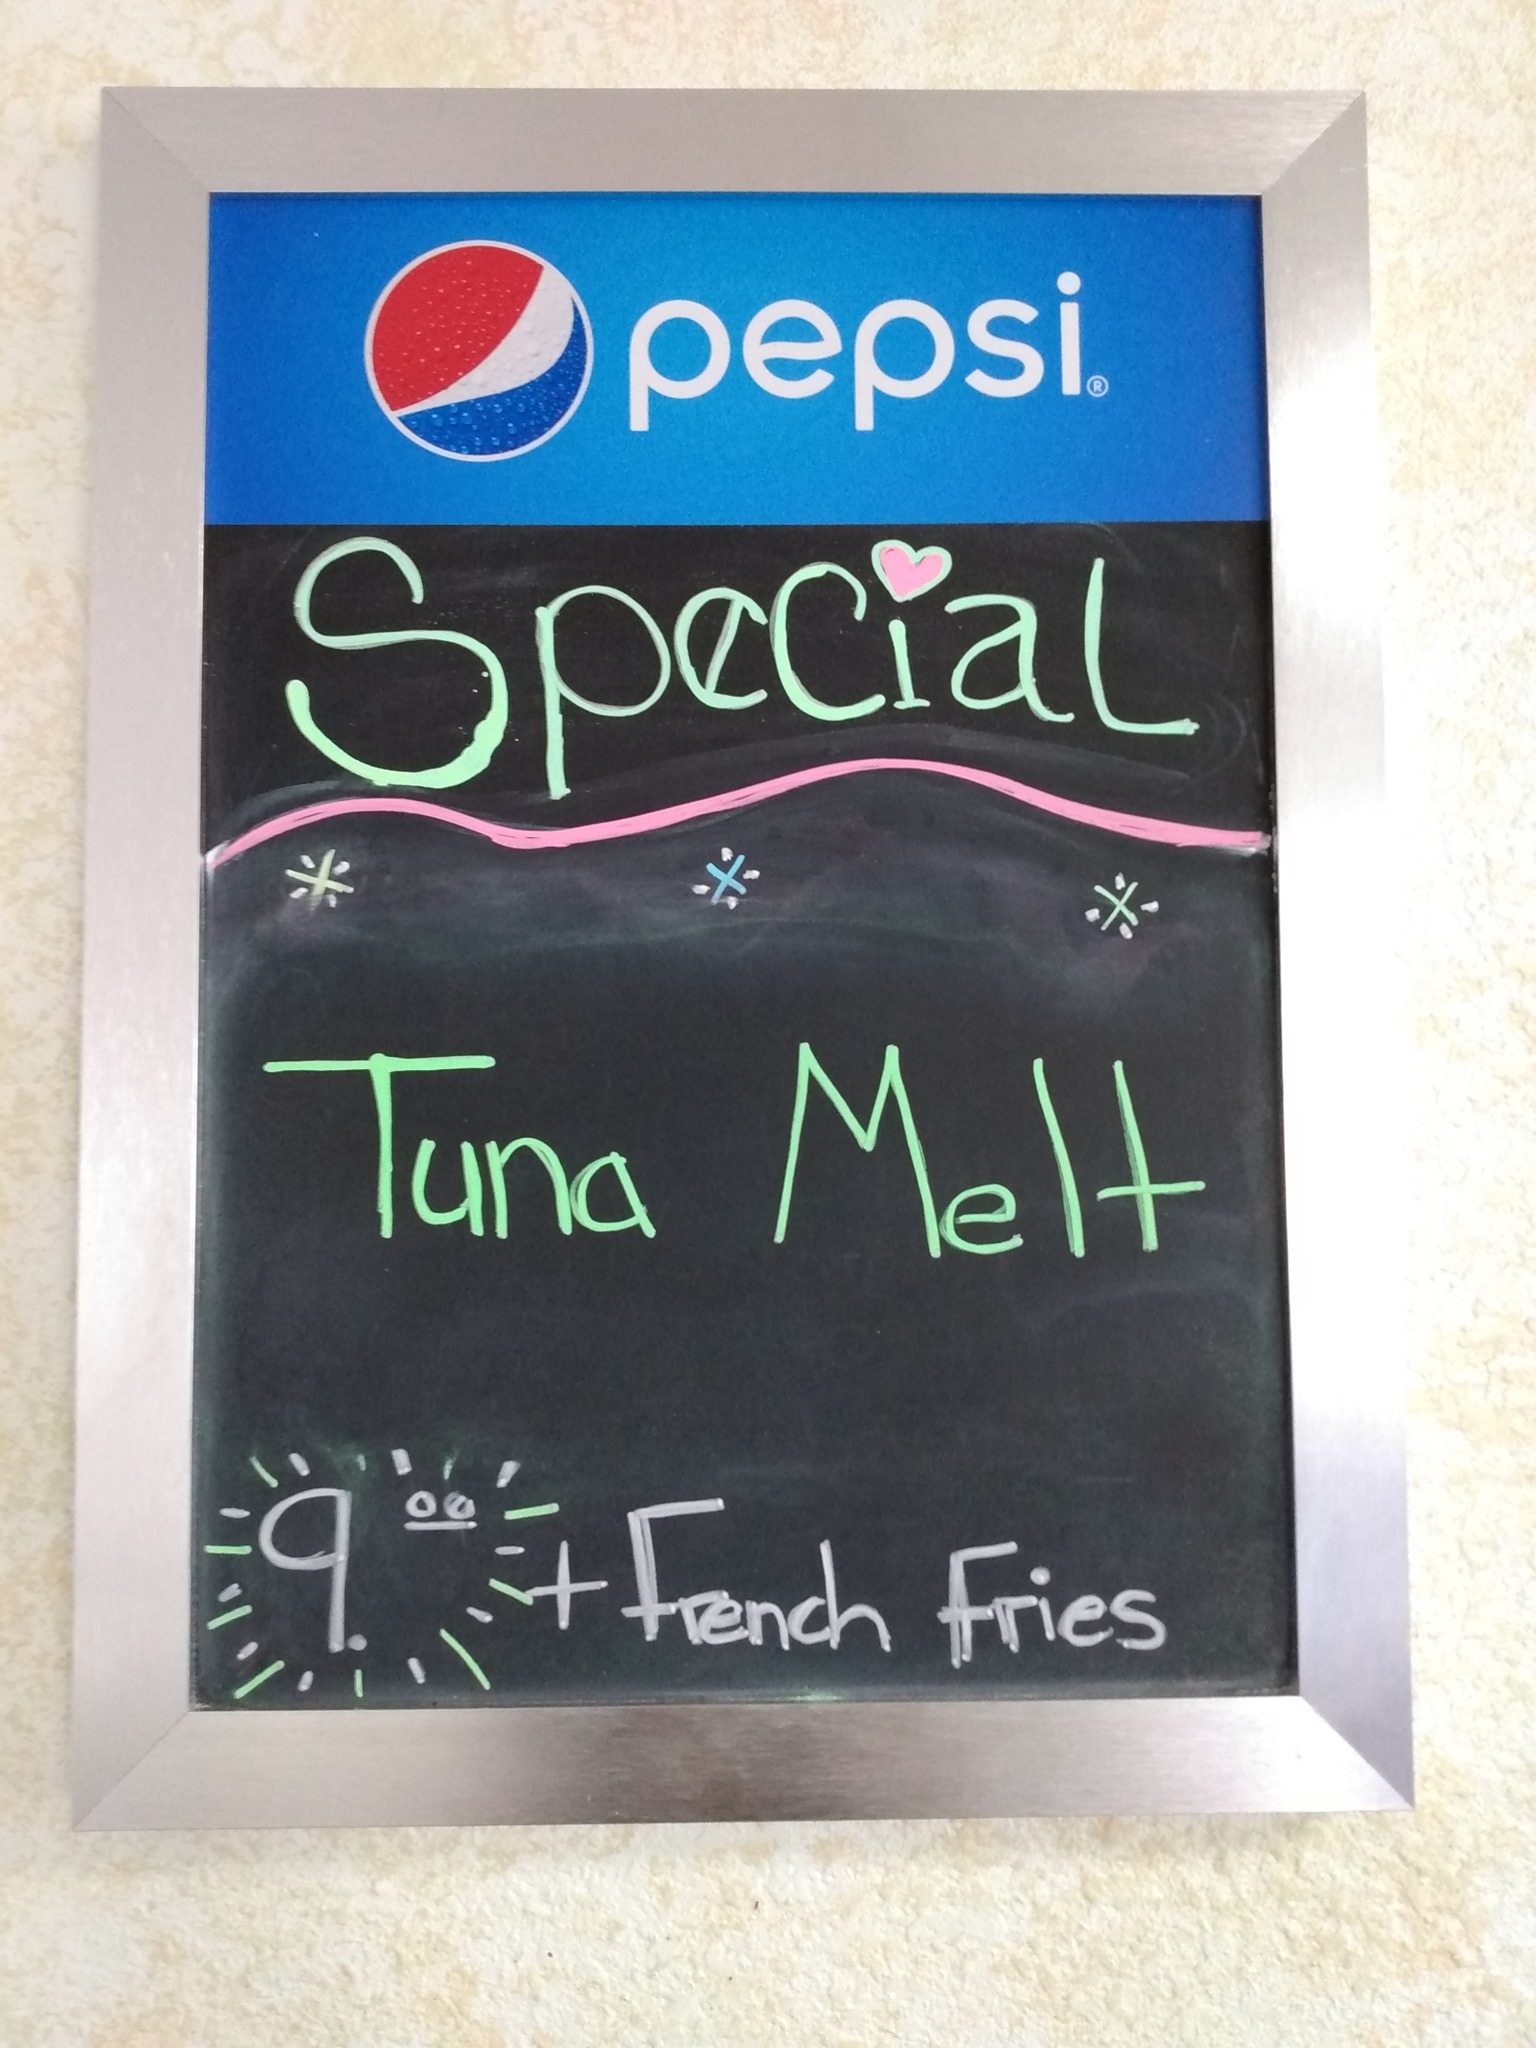 pepsi®
Special
Tuna Melt
9.00 + French Fries